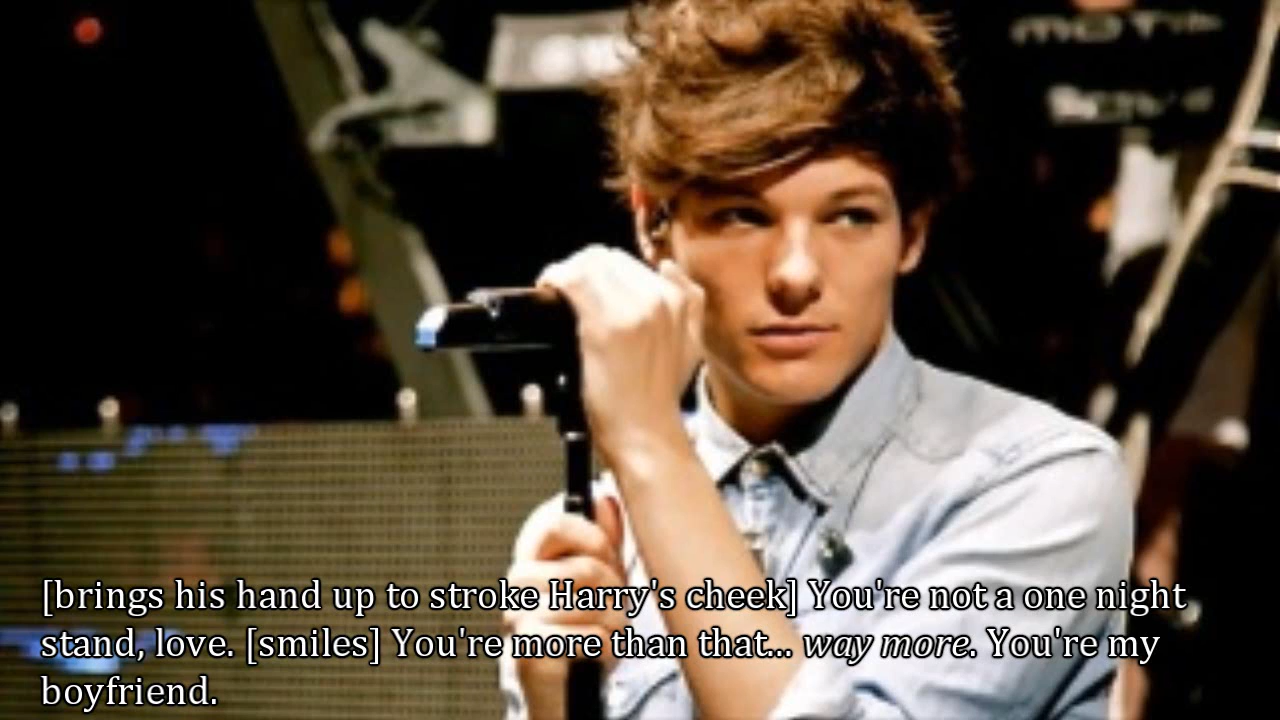 [brings his hand up to stroke Harry's cheek] You're not a one night
stand, love. [smiles] You're more than that... way more. You're my
boyfriend.